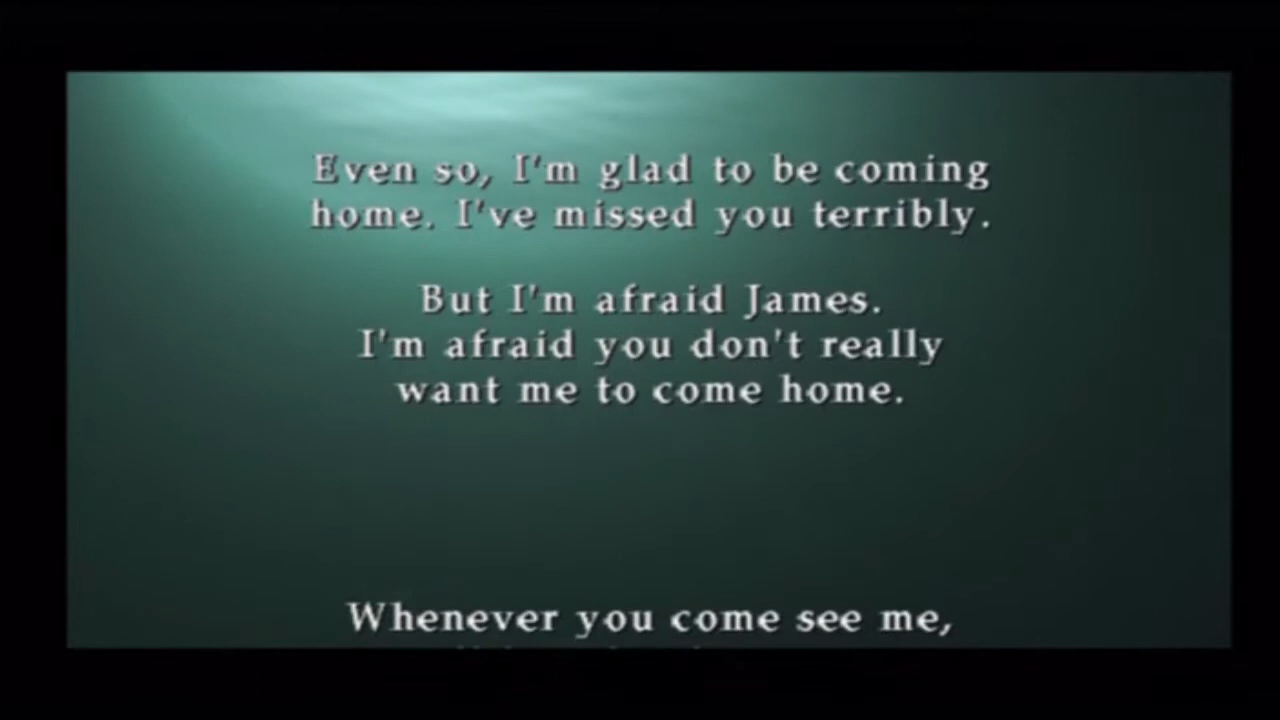 Even so, I'm glad to be coming
home. I've missed you terribly.
But I'm afraid James.
I'm afraid you don't really
want me to come home.
Whenever you come see me,